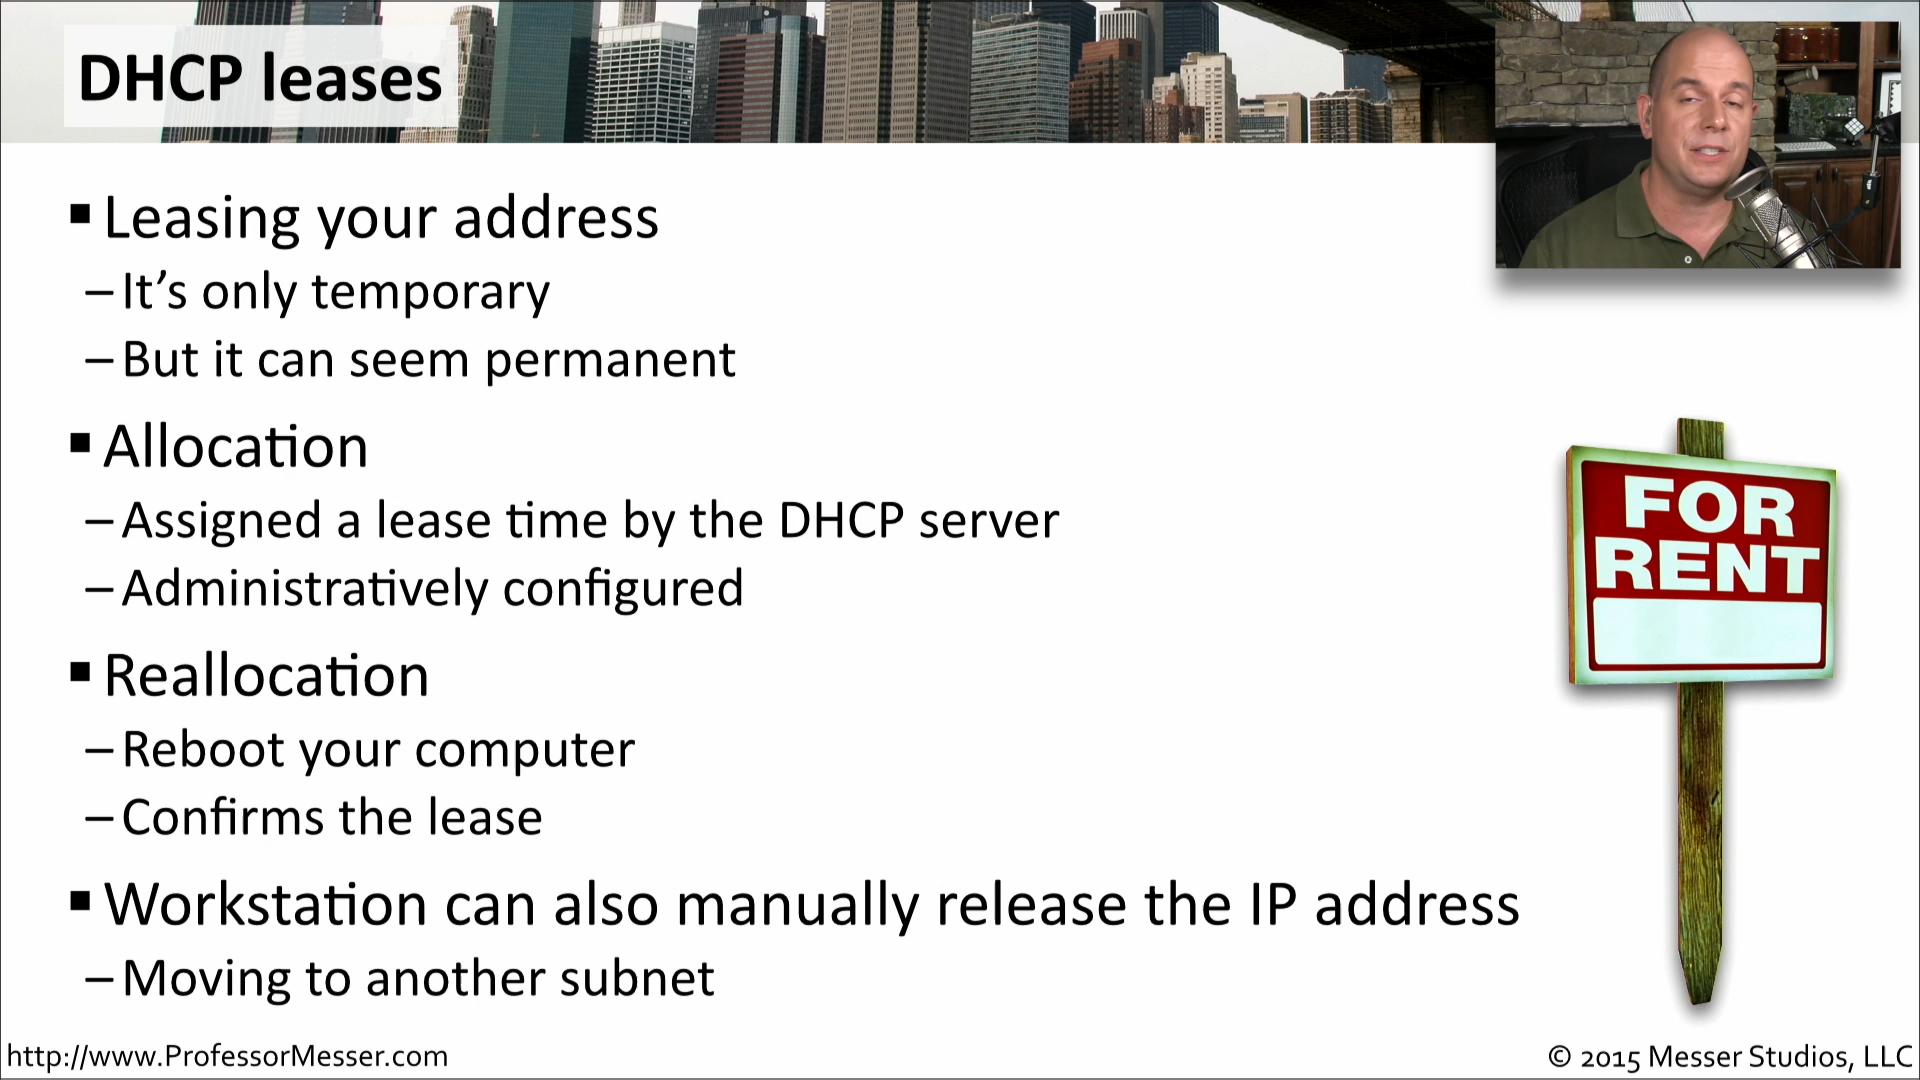 DHCP leases
▪ Leasing your address
– It’s only temporary
– But it can seem permanent
▪ Allocation
– Assigned a lease time by the DHCP server
– Administratively configured
▪ Reallocation
– Reboot your computer
– Confirms the lease
▪ Workstation can also manually release the IP address
– Moving to another subnet
FOR
RENT
http://www.ProfessorMesser.com
© 2015 Messer Studios, LLC